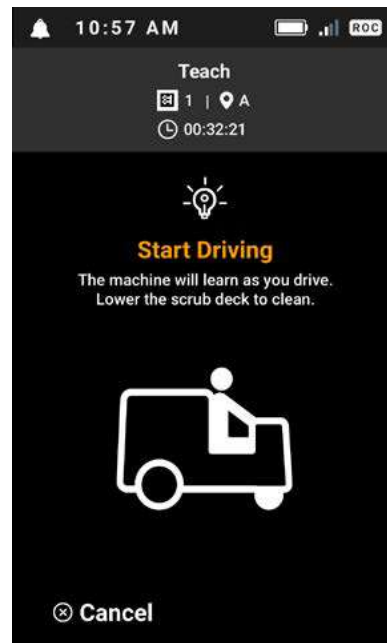 10:57 AM ROC
Teach
1 | A
00:32:21
Start Driving
The machine will learn as you drive.
Lower the scrub deck to clean.
Cancel